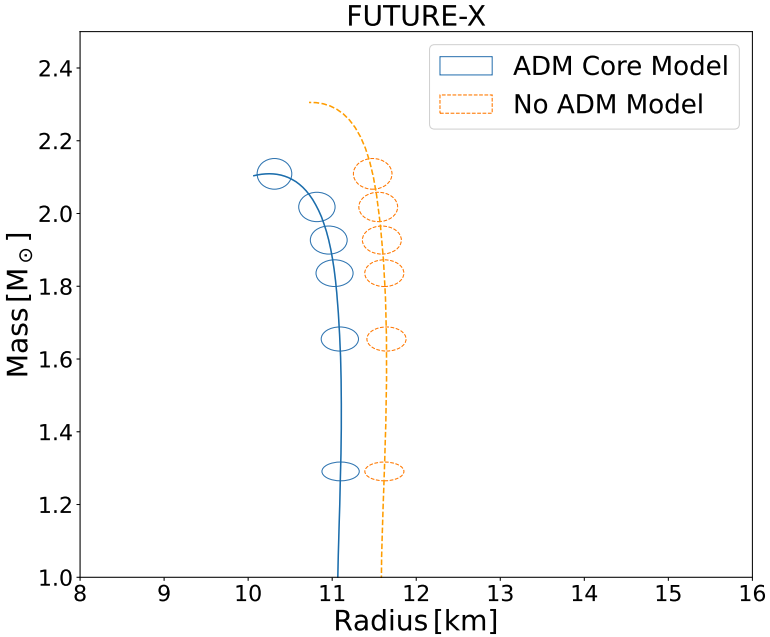 FUTURE-X
ADM Core Model
No ADM Model
2.4
2.2
2.0
1.8
1.6
1.4
1.2
1.0
Mass [M⊙]
8 9 10 11 12 13 14 15 16
Radius [km]